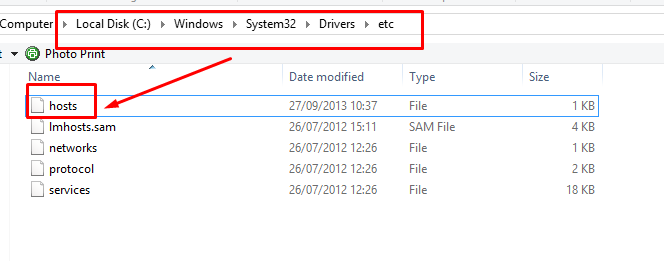 Computer Local Disk (C:) Windows System32 Drivers etc
Photo Print
Name Date modified Type Size
hosts 27/09/2013 10:37 File 1 KB
lmhosts.sam 26/07/2012 15:11 SAM File 4 KB
networks 26/07/2012 12:26 File 1 KB
protocol 26/07/2012 12:26 File 2 KB
services 26/07/2012 12:26 File 18 KB